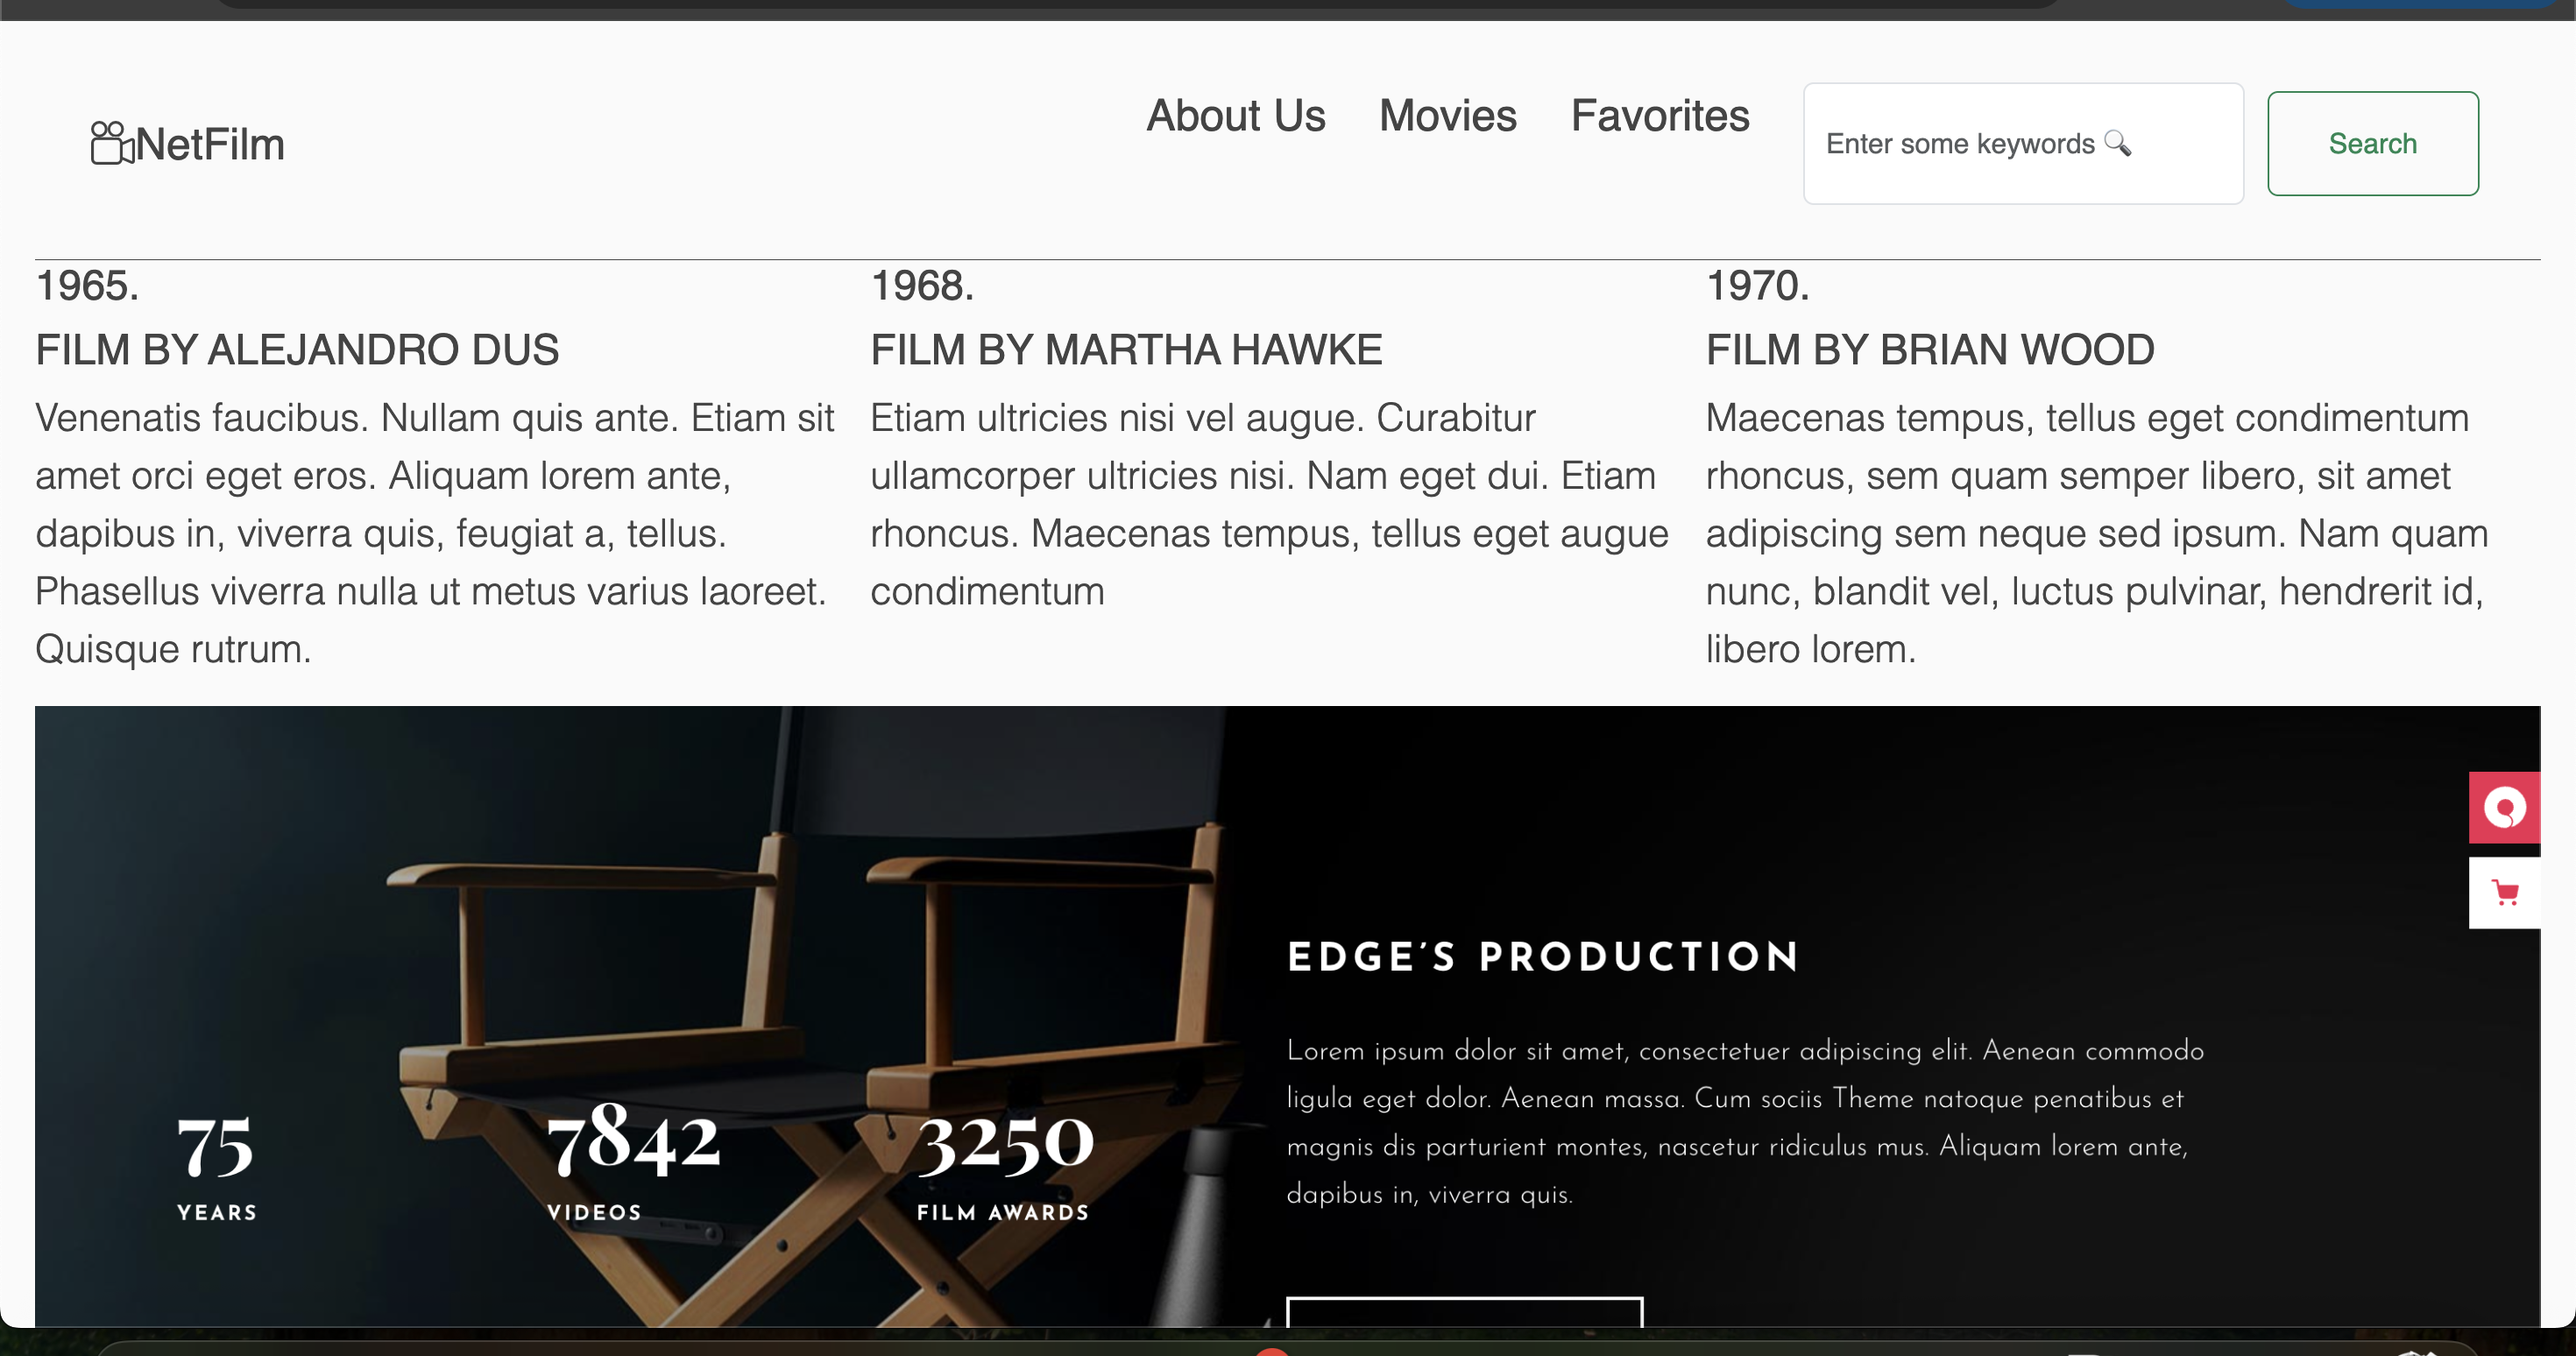 NetFilm
About Us Movies Favorites
Enter some keywords 🔍
Search
1965.
FILM BY ALEJANDRO DUS
Venenatis faucibus. Nullam quis ante. Etiam sit
amet orci eget eros. Aliquam lorem ante,
dapibus in, viverra quis, feugiat a, tellus.
Phasellus viverra nulla ut metus varius laoreet.
Quisque rutrum.
1968.
FILM BY MARTHA HAWKE
Etiam ultricies nisi vel augue. Curabitur
ullamcorper ultricies nisi. Nam eget dui. Etiam
rhoncus. Maecenas tempus, tellus eget augue
condimentum
1970.
FILM BY BRIAN WOOD
Maecenas tempus, tellus eget condimentum
rhoncus, sem quam semper libero, sit amet
adipiscing sem neque sed ipsum. Nam quam
nunc, blandit vel, luctus pulvinar, hendrerit id,
libero lorem.
75
YEARS
7842
VIDEOS
3250
FILM AWARDS
EDGE’S PRODUCTION
Lorem ipsum dolor sit amet, consectetuer adipiscing elit. Aenean commodo
ligula eget dolor. Aenean massa. Cum sociis Theme natoque penatibus et
magnis dis parturient montes, nascetur ridiculus mus. Aliquam lorem ante,
dapibus in, viverra quis.